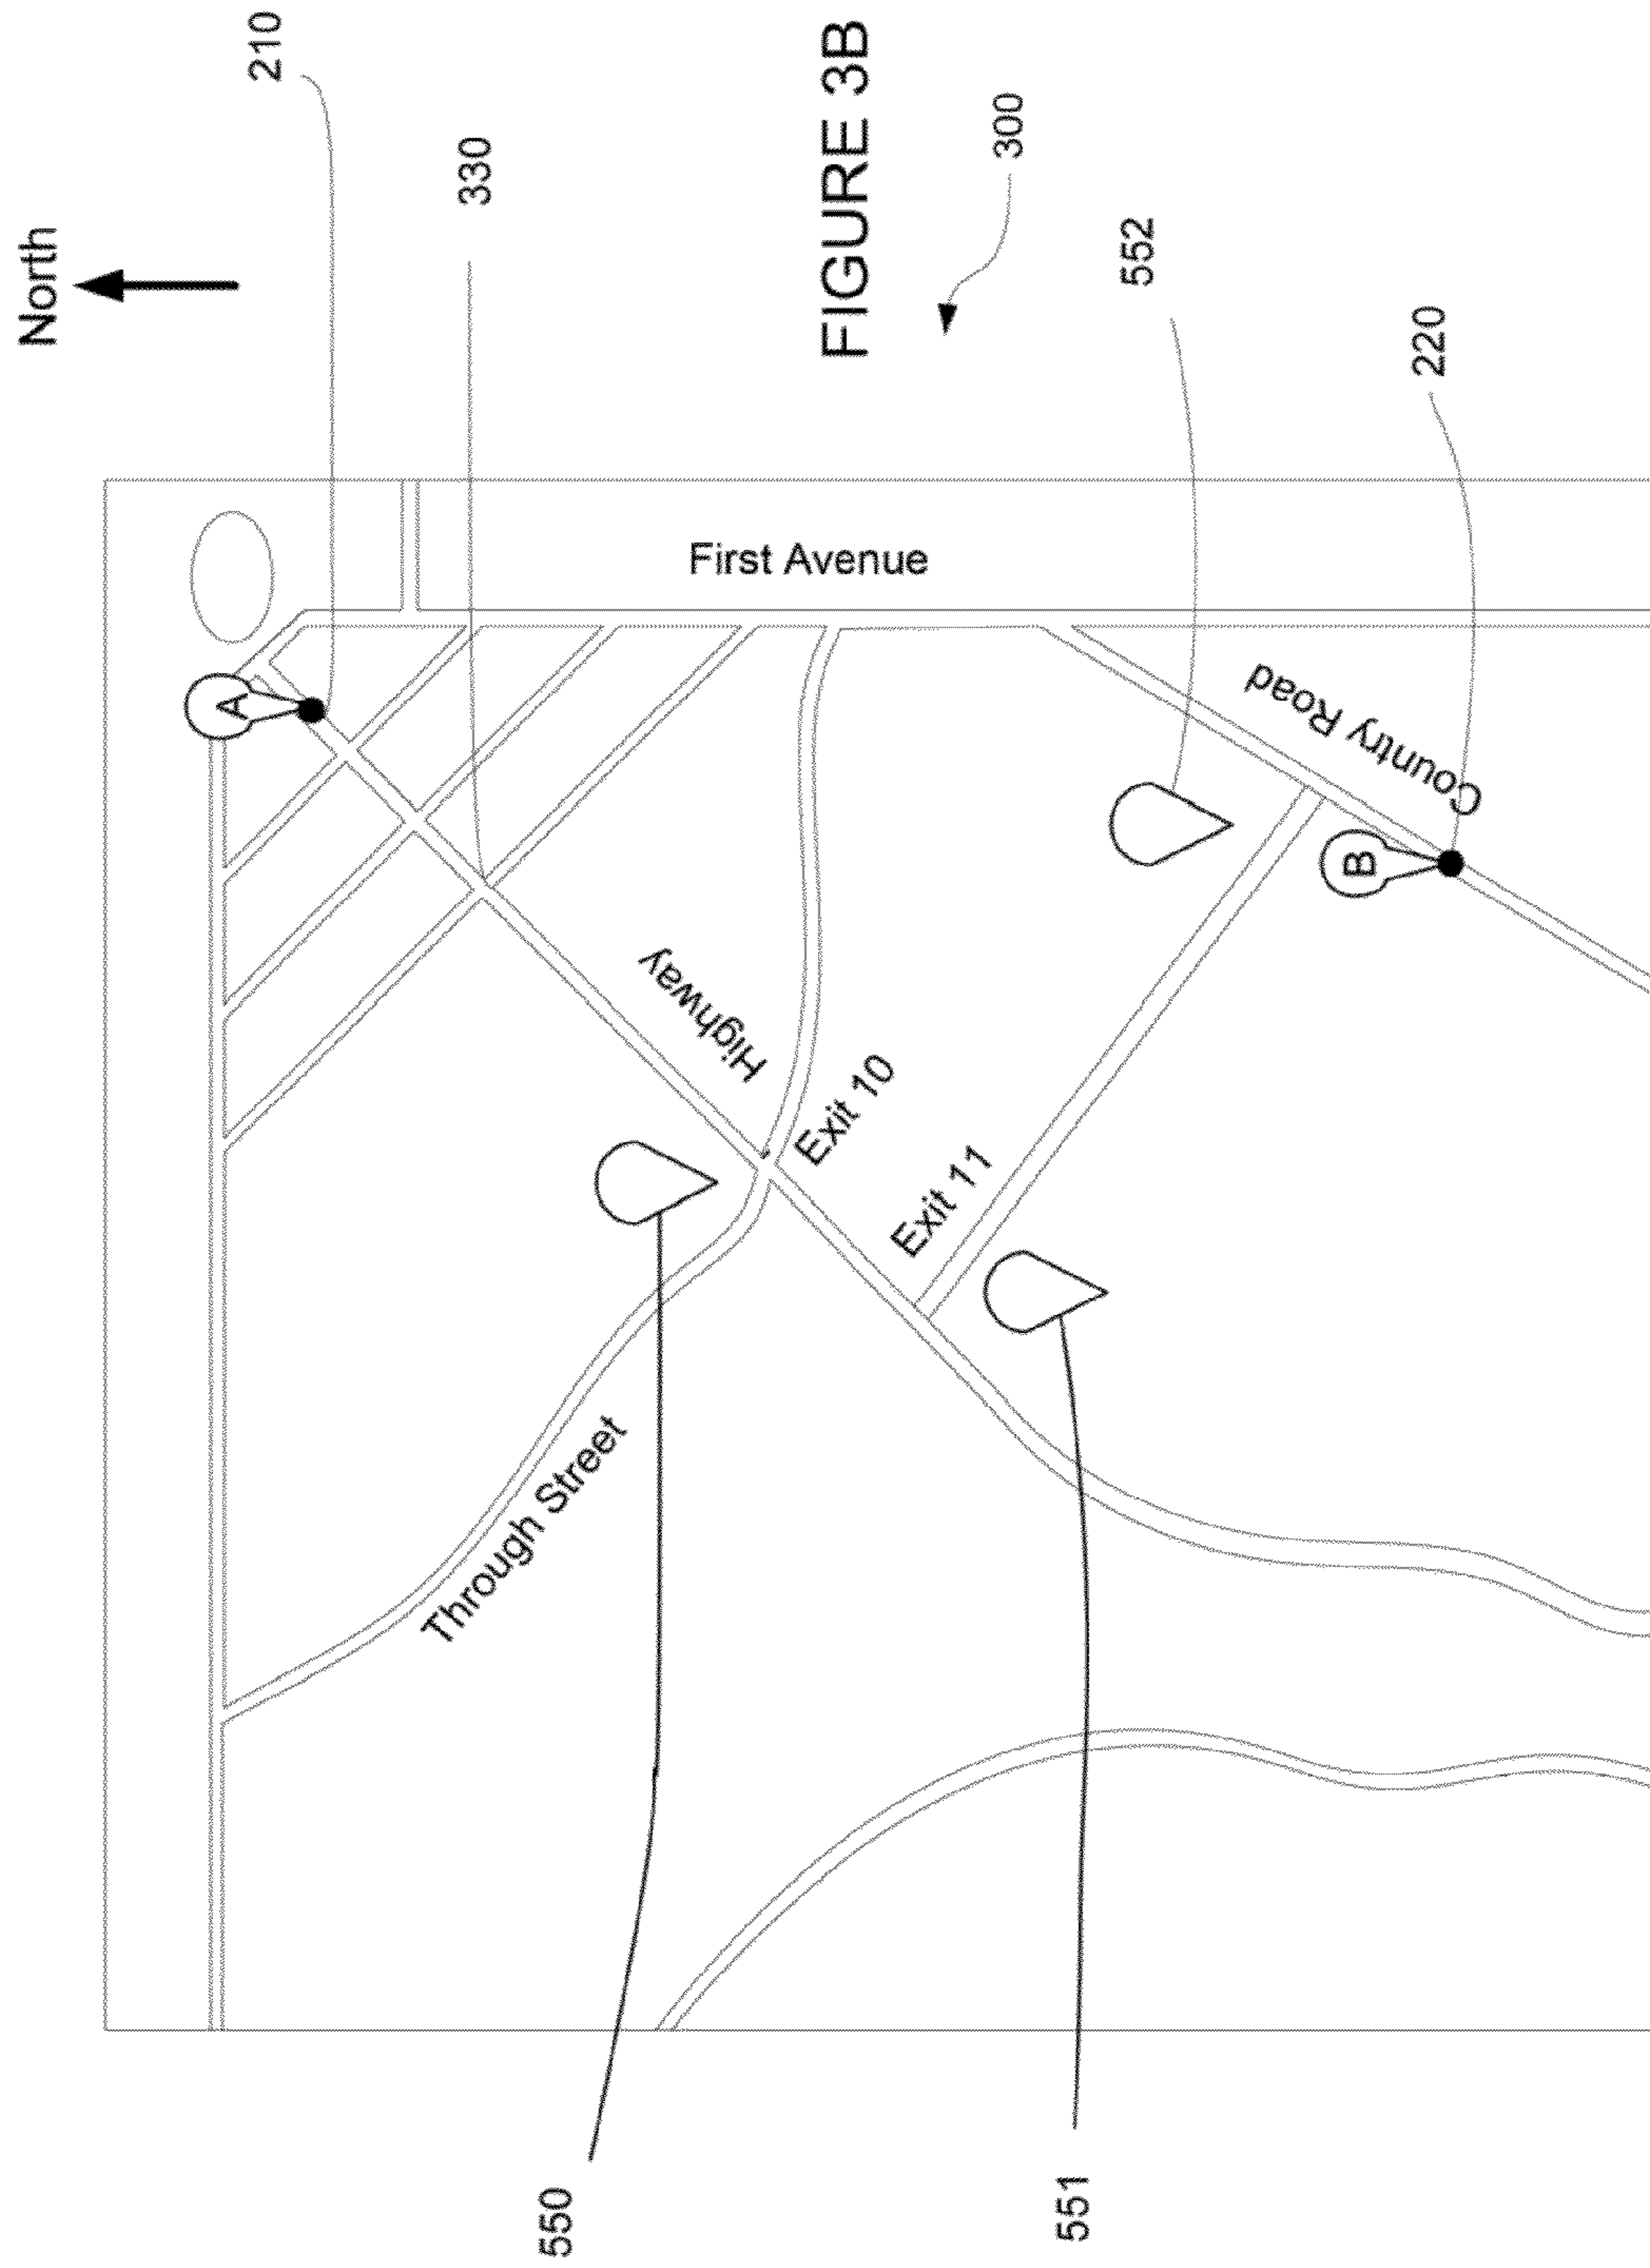 North
210
330
FIGURE 3B
300
552
220
First Avenue
A
Country Road
B
Highway
Exit 10
Exit 11
Through Street
550
551